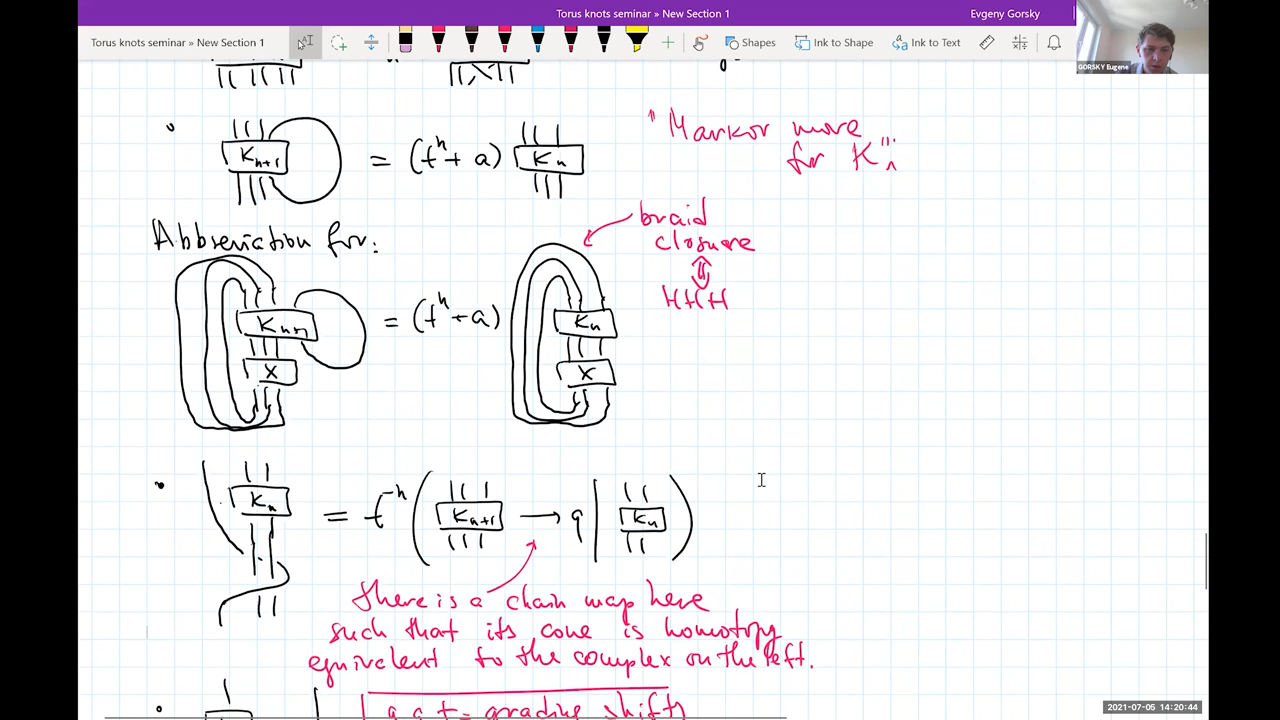 Torus knots seminar » New Section 1
Evgeny Gorsky
Torus knots seminar » New Section 1
Shapes
Ink to Shape
Ink to Text
GORSKY Eugene
K_{n+1} = (t^n + a) K_n
"Markov move
for K_n"
braid
closure
HHH
Abbreviation for:
K_{n+1} = (t^n + a) K_n
X X
K_n = t^{-n} ( K_{n+1} → q | K_n )
there is a chain map here
such that its cone is homotopy
equivalent to the complex on the left.
q, a, t = grading shifts
2021-07-05 14:20:44